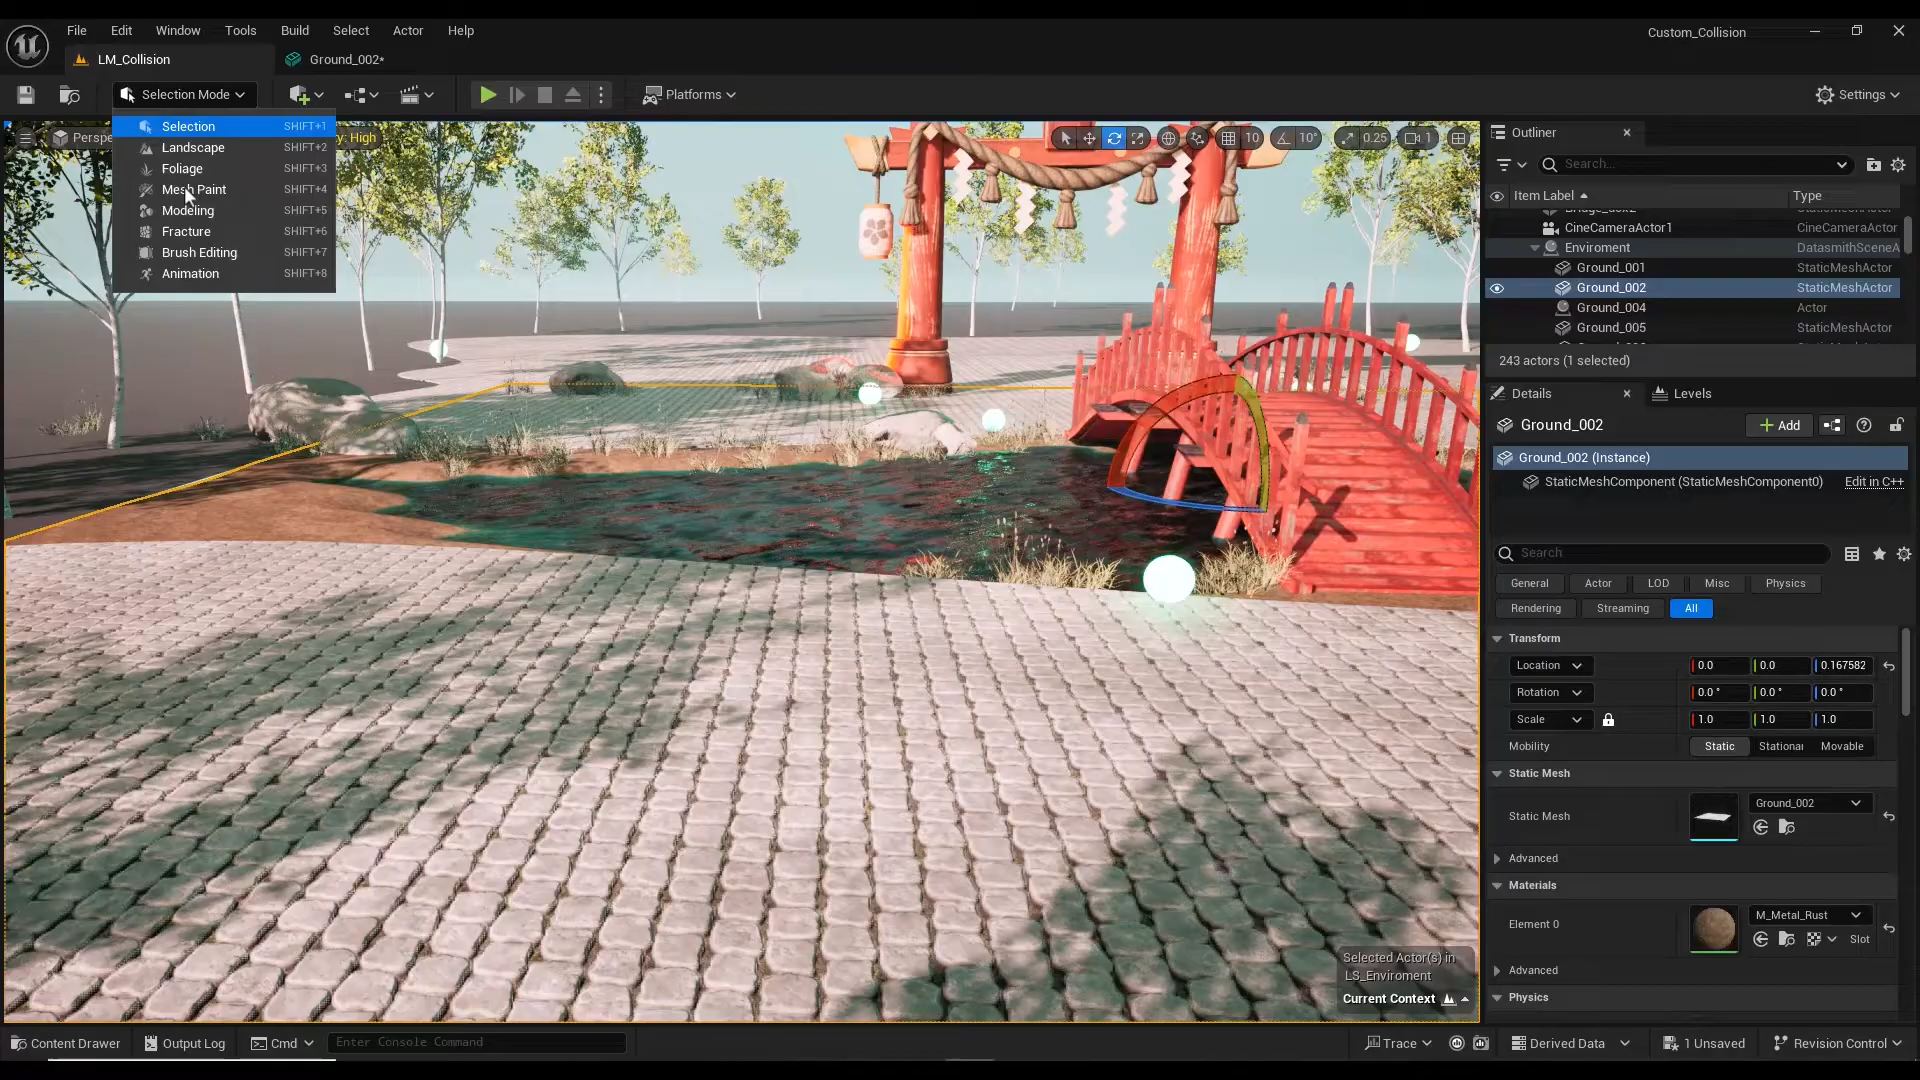 File Edit Window Tools Build Select Actor Help
Custom_Collision
LM_Collision
Ground_002*
Selection Mode
Platforms
Settings
Selection SHIFT+1
Landscape SHIFT+2
Foliage SHIFT+3
Mesh Paint SHIFT+4
Modeling SHIFT+5
Fracture SHIFT+6
Brush Editing SHIFT+7
Animation SHIFT+8
Perspe
y: High
10
10°
0.25
1
Outliner
Search...
Item Label Type
CineCameraActor1 CineCameraActor
Enviroment DatasmithSceneA
Ground_001 StaticMeshActor
Ground_002 StaticMeshActor
Ground_004 Actor
Ground_005 StaticMeshActor
243 actors (1 selected)
Details
Levels
Ground_002
Add
Ground_002 (Instance)
StaticMeshComponent (StaticMeshComponent0) Edit in C++
Search
General Actor LOD Misc Physics
Rendering Streaming All
Transform
Location 0.0 0.0 0.167582
Rotation 0.0° 0.0° 0.0°
Scale 1.0 1.0 1.0
Mobility Static Stationar Movable
Static Mesh
Static Mesh Ground_002
Advanced
Materials
Element 0 M_Metal_Rust
Slot
Advanced
Physics
Selected Actor(s) in
LS_Enviroment
Current Context
Content Drawer
Output Log
Cmd
Enter Console Command
Trace
Derived Data
1 Unsaved
Revision Control